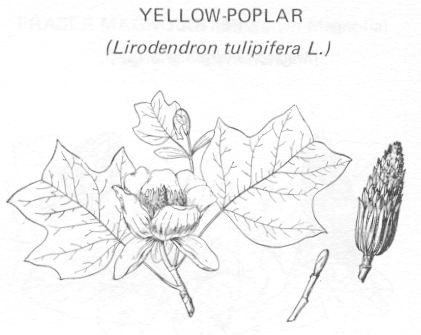 YELLOW-POPLAR
(Lirodendron tulipifera L.)